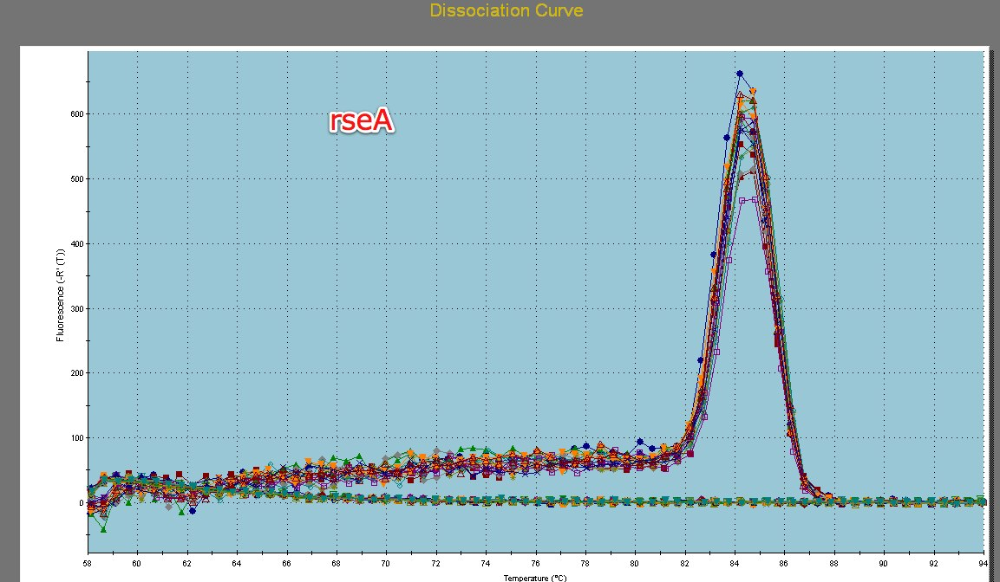 Dissociation Curve
rseA
600
500
400
300
200
100
0
Fluorescence (-R' (T))
58 60 62 64 66 68 70 72 74 76 78 80 82 84 86 88 90 92 94
Temperature (°C)